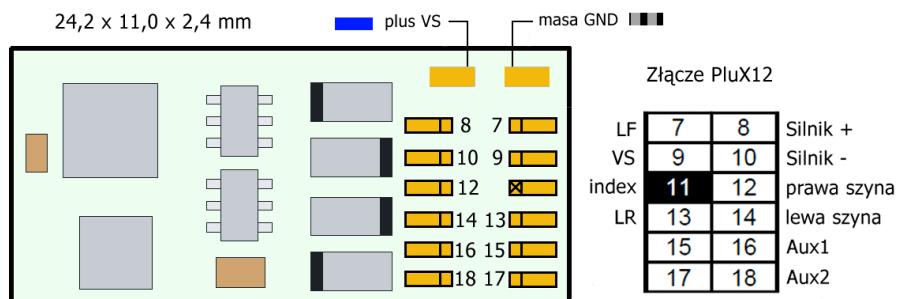 24,2 x 11,0 x 2,4 mm
plus VS
masa GND
8 7
10 9
12
14 13
16 15
18 17
Złącze PluX12
LF 7 8 Silnik +
VS 9 10 Silnik -
index 11 12 prawa szyna
LR 13 14 lewa szyna
15 16 Aux1
17 18 Aux2